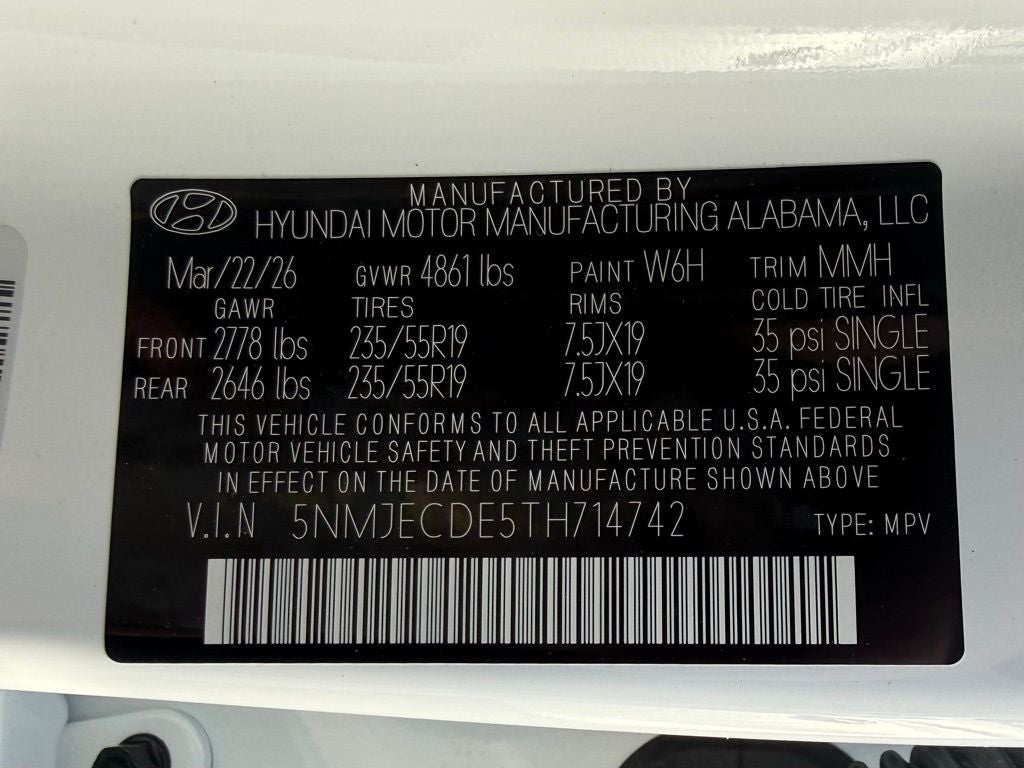 MANUFACTURED BY
HYUNDAI MOTOR MANUFACTURING ALABAMA, LLC
Mar/22/26 GVWR 4861 lbs PAINT W6H TRIM MMH
GAWR TIRES RIMS COLD TIRE INFL
FRONT 2778 lbs 235/55R19 7.5JX19 35 psi SINGLE
REAR 2646 lbs 235/55R19 7.5JX19 35 psi SINGLE
THIS VEHICLE CONFORMS TO ALL APPLICABLE U.S.A. FEDERAL
MOTOR VEHICLE SAFETY AND THEFT PREVENTION STANDARDS
IN EFFECT ON THE DATE OF MANUFACTURE SHOWN ABOVE
V.I.N 5NMJECDE5TH714742 TYPE: MPV